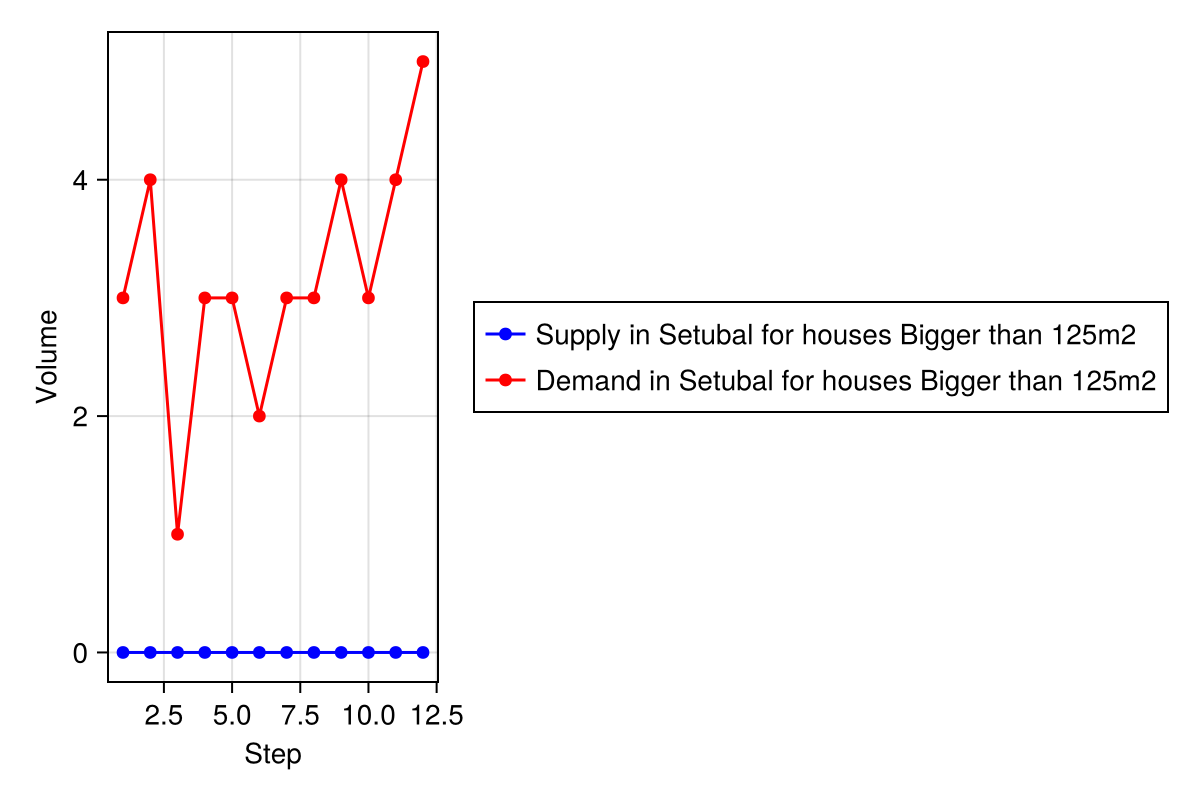 Volume
4
2
0
2.5 5.0 7.5 10.0 12.5
Step
Supply in Setubal for houses Bigger than 125m2
Demand in Setubal for houses Bigger than 125m2